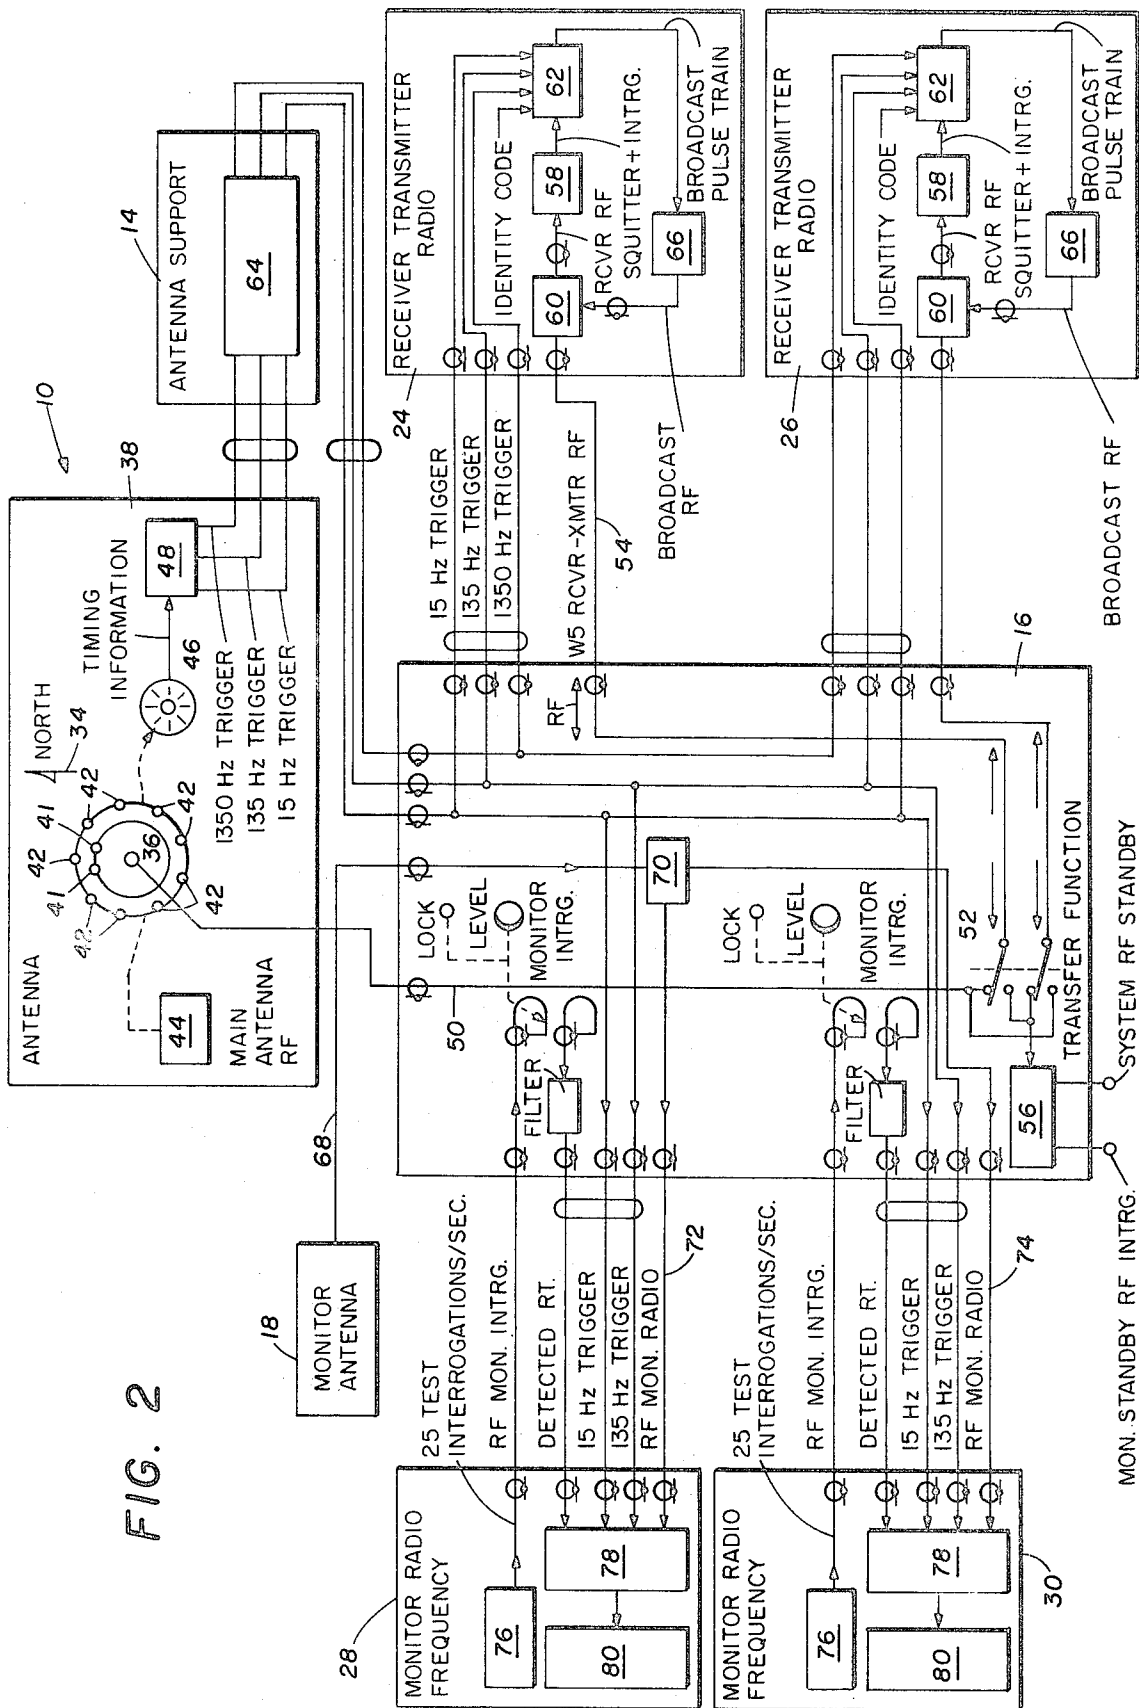 FIG. 2
10
ANTENNA
44
MAIN
ANTENNA
RF
42
42
42
41
42
41
42
42
36
42
42
NORTH
34
TIMING
INFORMATION
46
48
38
1350 Hz TRIGGER
135 Hz TRIGGER
15 Hz TRIGGER
14
ANTENNA SUPPORT
64
18
MONITOR
ANTENNA
68
28
MONITOR RADIO
FREQUENCY
76
78
80
25 TEST
INTERROGATIONS/SEC.
RF MON. INTRG.
DETECTED RT.
15 Hz TRIGGER
135 Hz TRIGGER
RF MON. RADIO
72
MONITOR RADIO
FREQUENCY
76
78
80
30
25 TEST
INTERROGATIONS/SEC.
RF MON. INTRG.
DETECTED RT.
15 Hz TRIGGER
135 Hz TRIGGER
RF MON. RADIO
74
50
LOCK
LEVEL
MONITOR
INTRG.
FILTER
70
LOCK
LEVEL
MONITOR
INTRG.
FILTER
RF
52
TRANSFER FUNCTION
56
16
MON. STANDBY RF INTRG.
SYSTEM RF STANDBY
24
RECEIVER TRANSMITTER
RADIO
15 Hz TRIGGER
135 Hz TRIGGER
1350 Hz TRIGGER
W5 RCVR-XMTR RF
54
IDENTITY CODE
60
58
62
RCVR RF
SQUITTER+INTRG.
66
BROADCAST
PULSE TRAIN
BROADCAST
RF
26
RECEIVER TRANSMITTER
RADIO
IDENTITY CODE
60
58
62
RCVR RF
SQUITTER+INTRG.
66
BROADCAST
PULSE TRAIN
BROADCAST RF